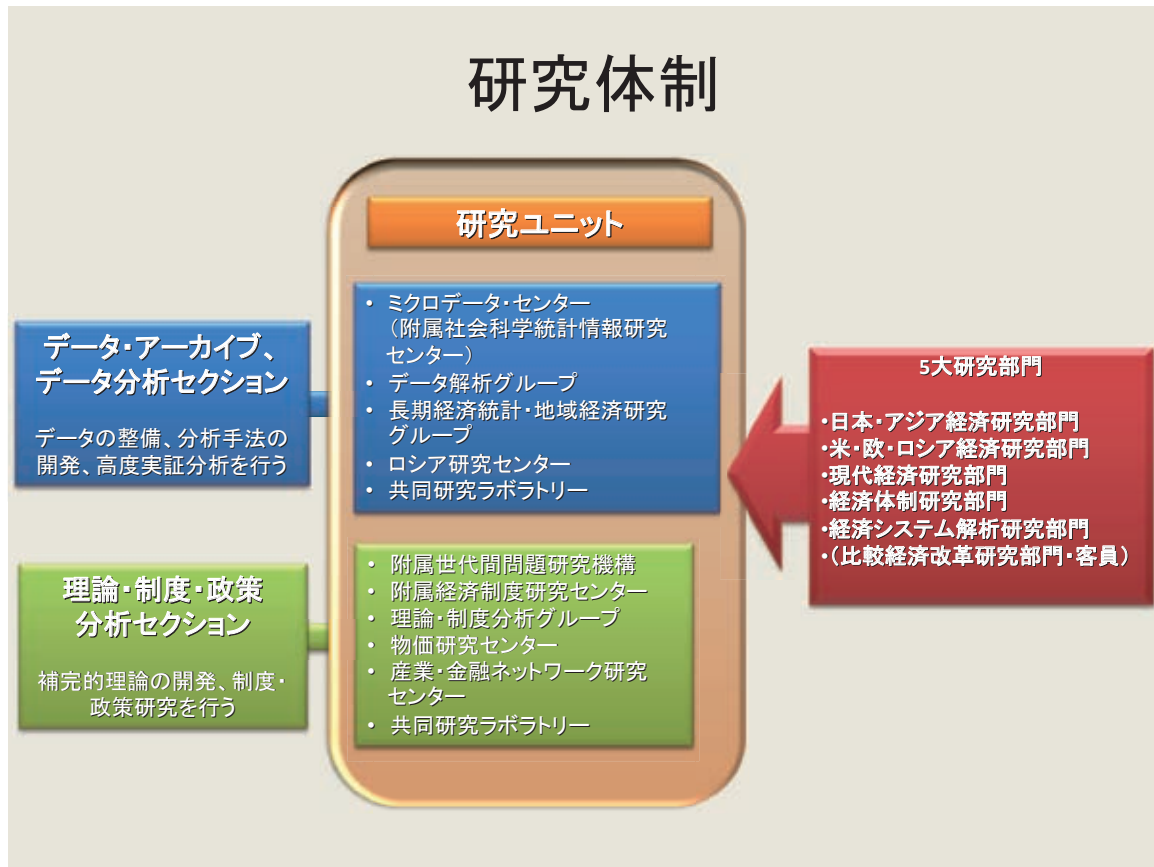 研究体制
研究ユニット
データ・アーカイブ、
データ分析セクション
データの整備、分析手法の
開発、高度実証分析を行う
• ミクロデータ・センター
（附属社会科学統計情報研究
センター）
• データ解析グループ
• 長期経済統計・地域経済研究
グループ
• ロシア研究センター
• 共同研究ラボラトリー
理論・制度・政策
分析セクション
補完的理論の開発、制度・
政策研究を行う
• 附属世代間問題研究機構
• 附属経済制度研究センター
• 理論・制度分析グループ
• 物価研究センター
• 産業・金融ネットワーク研究
センター
• 共同研究ラボラトリー
5大研究部門
•日本・アジア経済研究部門
•米・欧・ロシア経済研究部門
•現代経済研究部門
•経済体制研究部門
•経済システム解析研究部門
•（比較経済改革研究部門・客員）